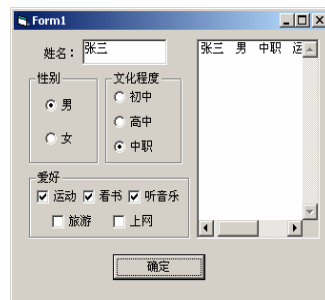 Form1
姓名： 张三
张三 男 中职 运
性别
男
女
文化程度
初中
高中
中职
爱好
运动 看书 听音乐
旅游 上网
确定